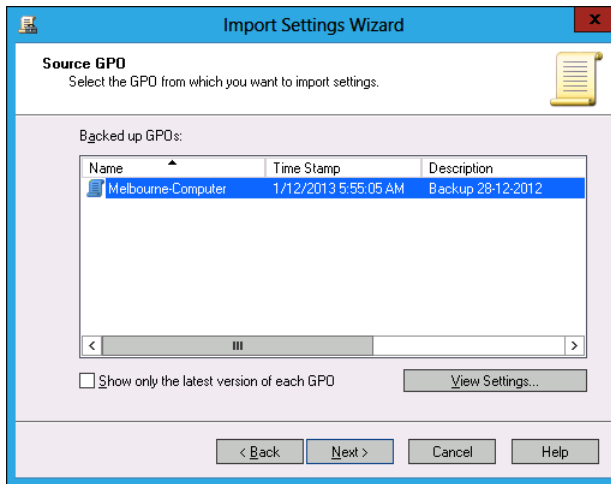 Import Settings Wizard
x
Source GPO
Select the GPO from which you want to import settings.
Backed up GPOs:
Name Time Stamp Description
Melbourne-Computer 1/12/2013 5:55:05 AM Backup 28-12-2012
Show only the latest version of each GPO View Settings...
< Back Next > Cancel Help